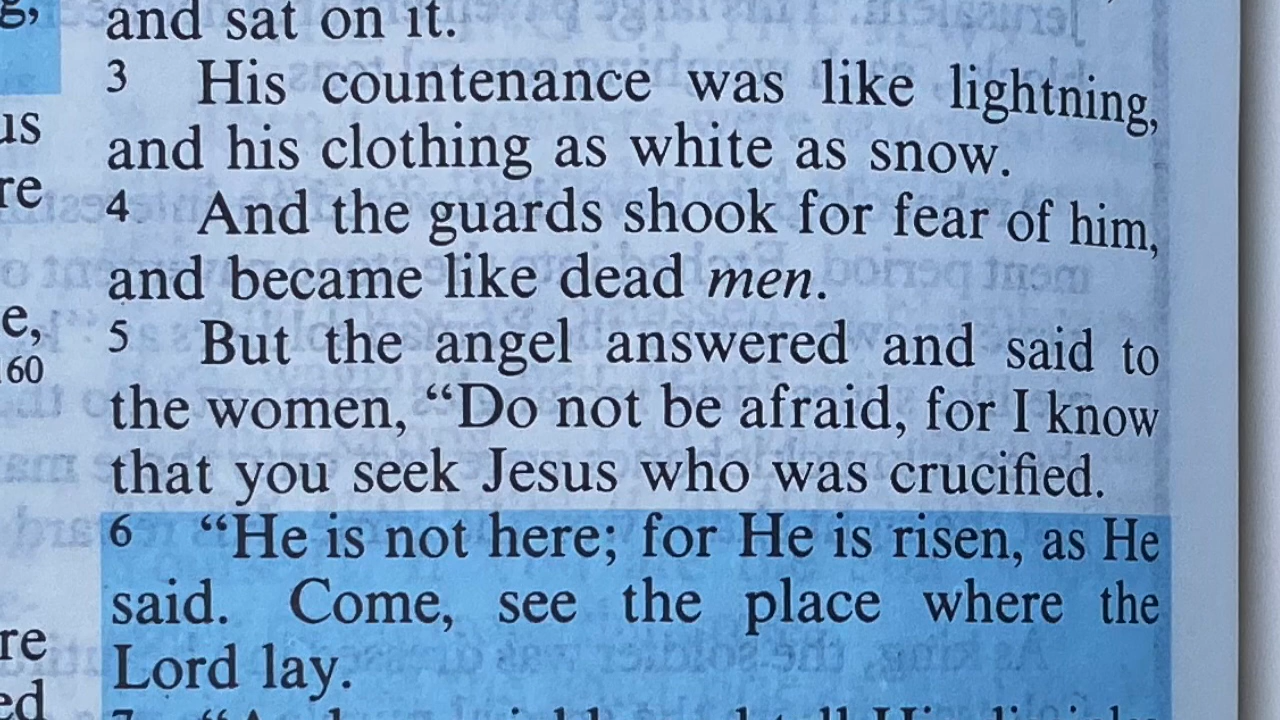 and sat on it.
3 His countenance was like lightning,
and his clothing as white as snow.
4 And the guards shook for fear of him,
and became like dead men.
5 But the angel answered and said to
the women, “Do not be afraid, for I know
that you seek Jesus who was crucified.
6 “He is not here; for He is risen, as He
said. Come, see the place where the
Lord lay.